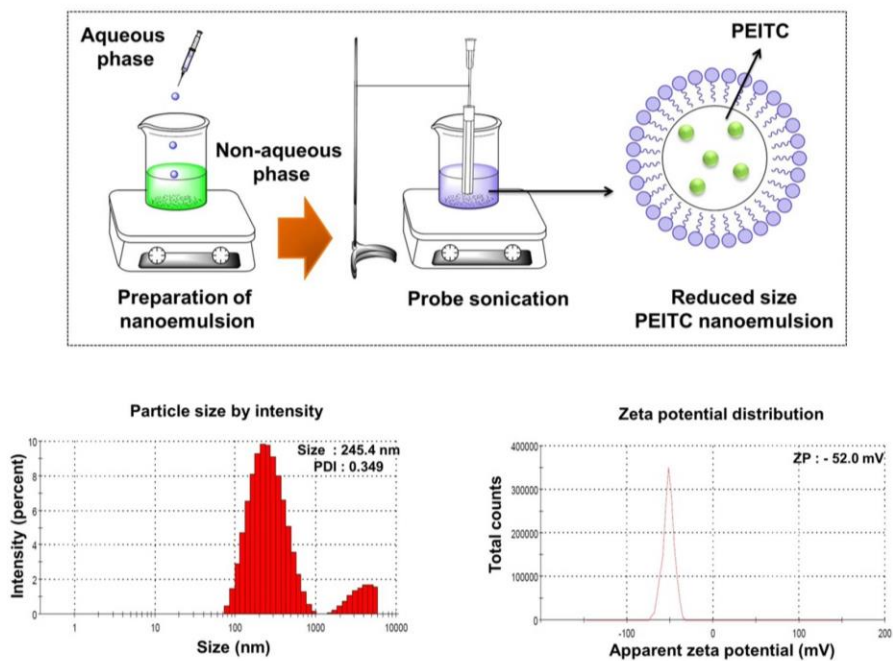 Aqueous
phase
Non-aqueous
phase
PEITC
Preparation of
nanoemulsion
Probe sonication
Reduced size
PEITC nanoemulsion
Particle size by intensity
Size : 245.4 nm
PDI : 0.349
Intensity (percent)
10
8
6
4
2
0
1
10
100
1000
10000
Size (nm)
Zeta potential distribution
ZP : - 52.0 mV
Total counts
400000
300000
200000
100000
0
-100
0
100
200
Apparent zeta potential (mV)